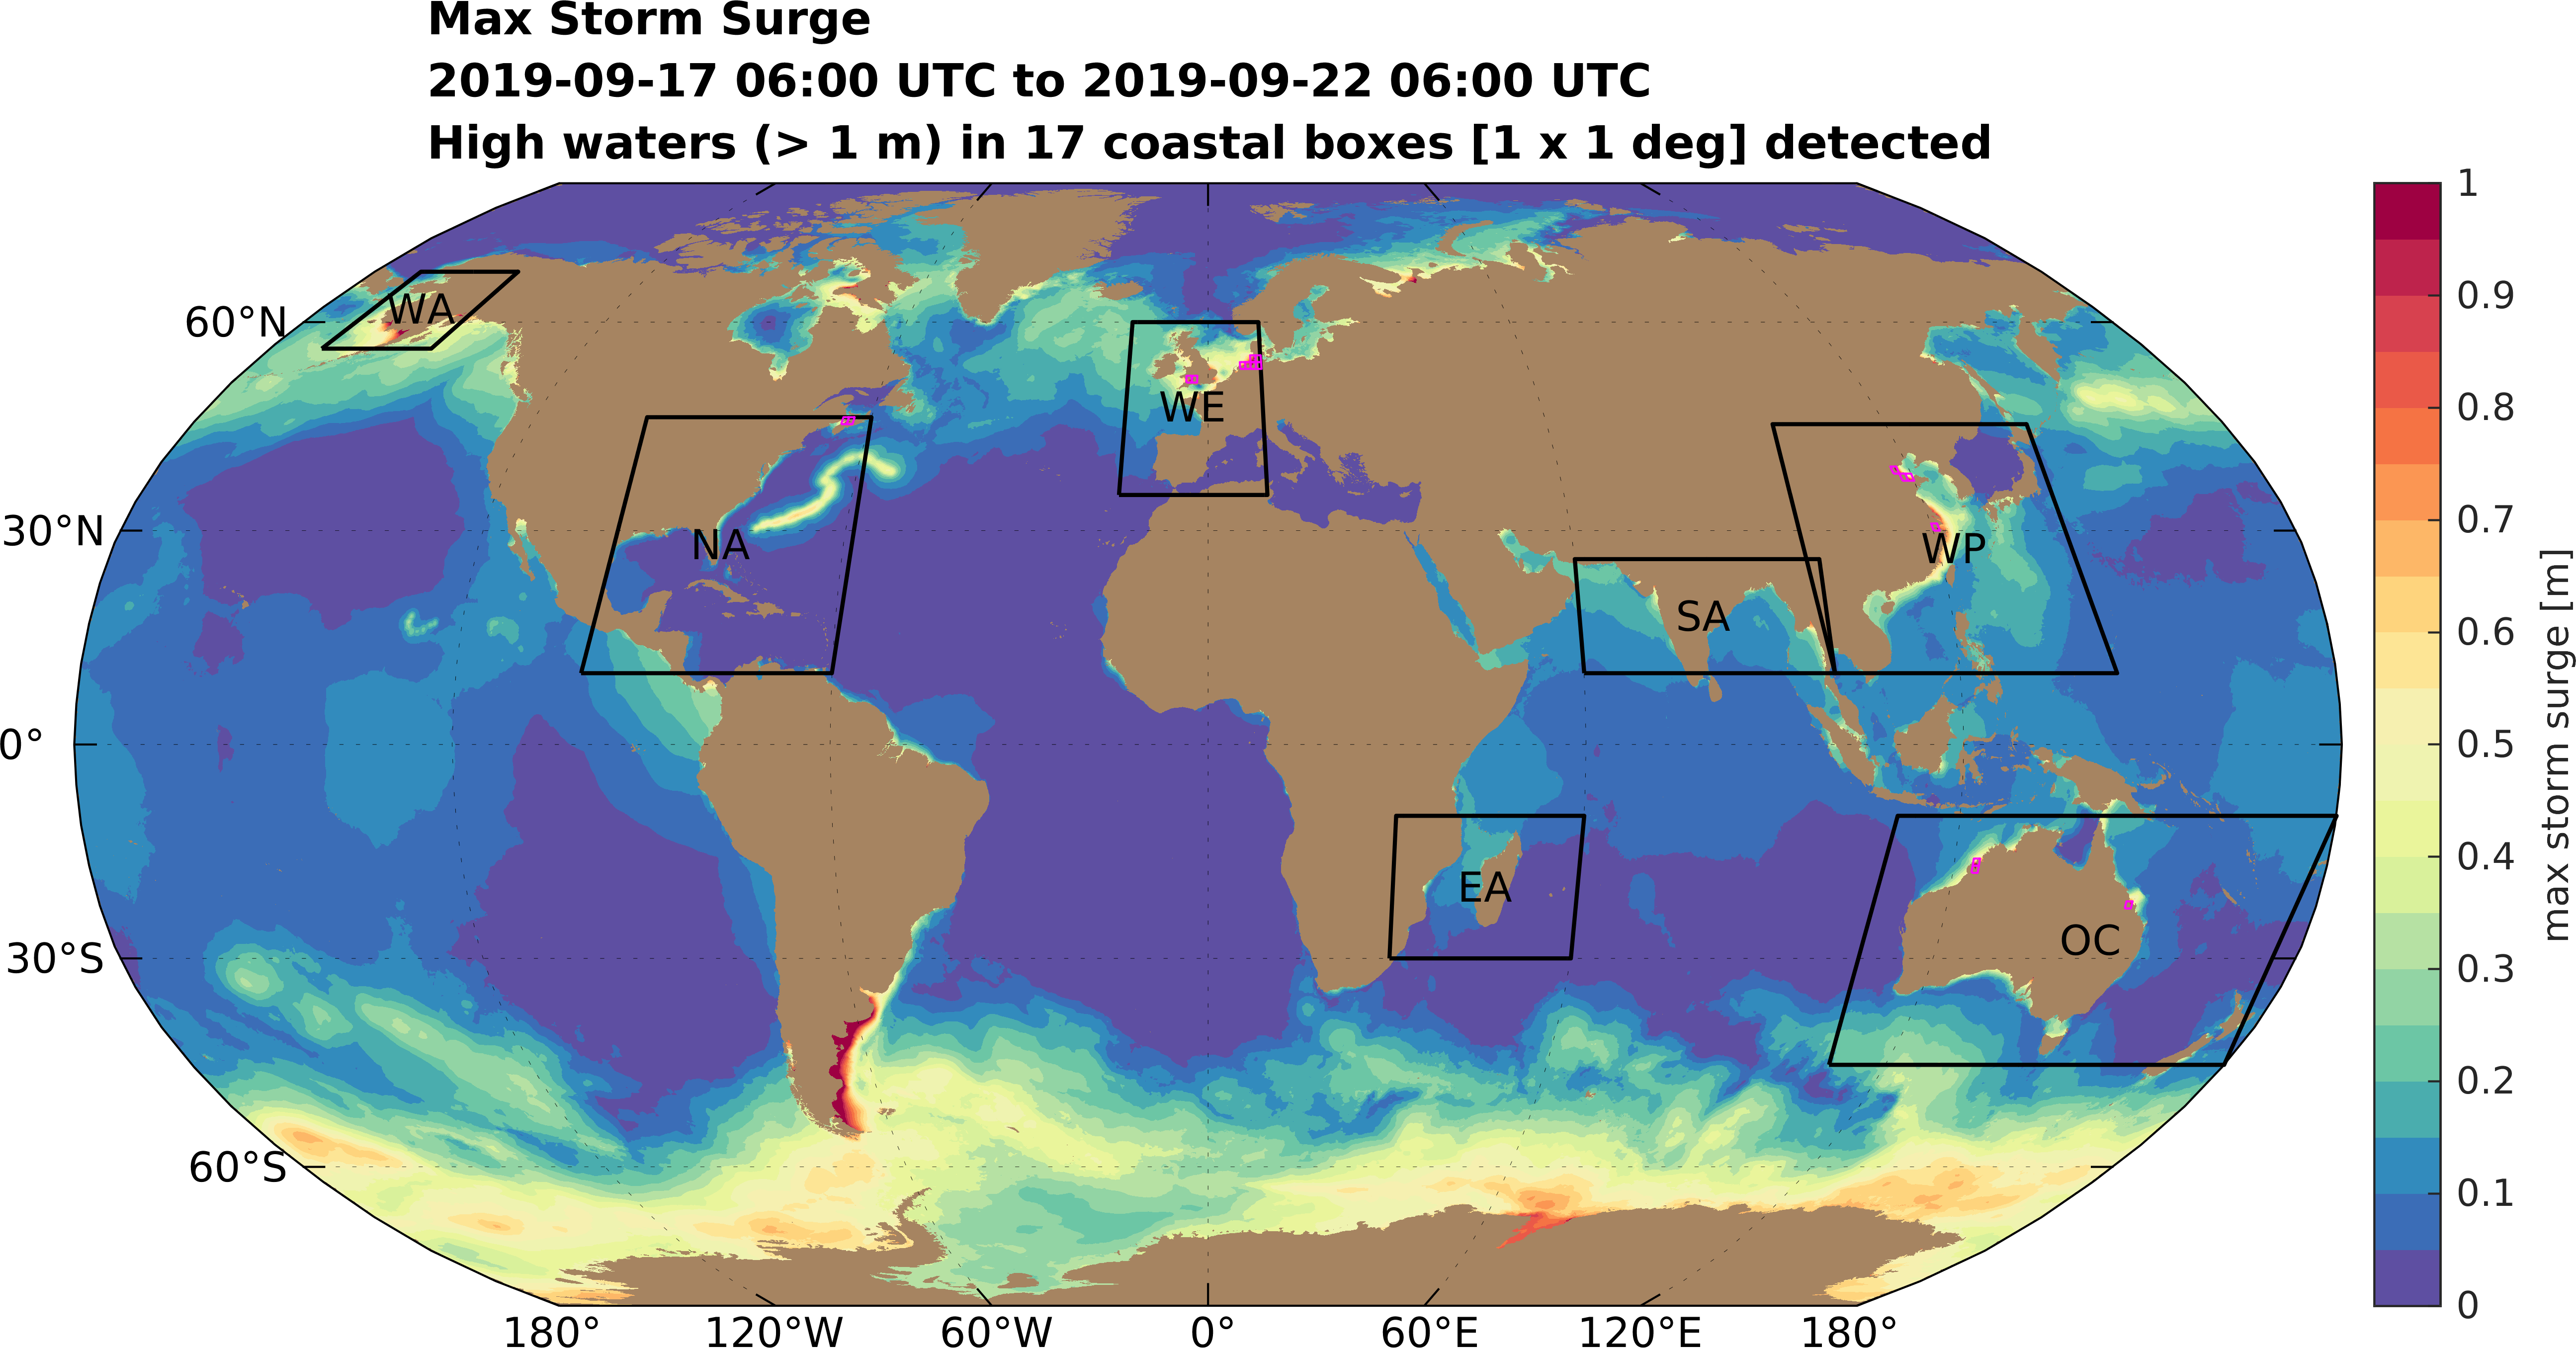 Max Storm Surge
2019-09-17 06:00 UTC to 2019-09-22 06:00 UTC
High waters (> 1 m) in 17 coastal boxes [1 x 1 deg] detected
60°N
30°N
0°
30°S
60°S
WA
NA
WE
SA
WP
EA
OC
180°
120°W
60°W
0°
60°E
120°E
180°
1
0.9
0.8
0.7
0.6
0.5
0.4
0.3
0.2
0.1
0
max storm surge [m]